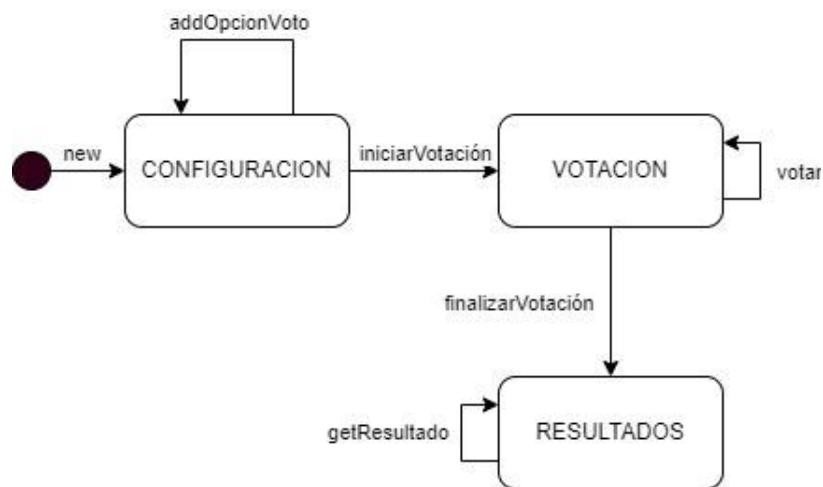 addOpcionVoto
new
CONFIGURACION
iniciarVotación
VOTACION
votar
finalizarVotación
getResultado
RESULTADOS